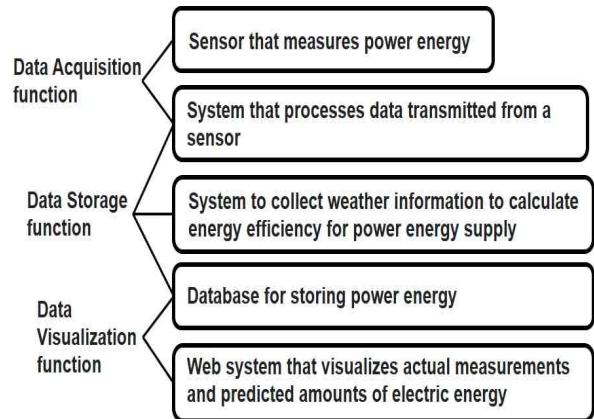 Data Acquisition
function
Sensor that measures power energy
System that processes data transmitted from a
sensor
Data Storage
function
System to collect weather information to calculate
energy efficiency for power energy supply
Database for storing power energy
Data
Visualization
function
Web system that visualizes actual measurements
and predicted amounts of electric energy